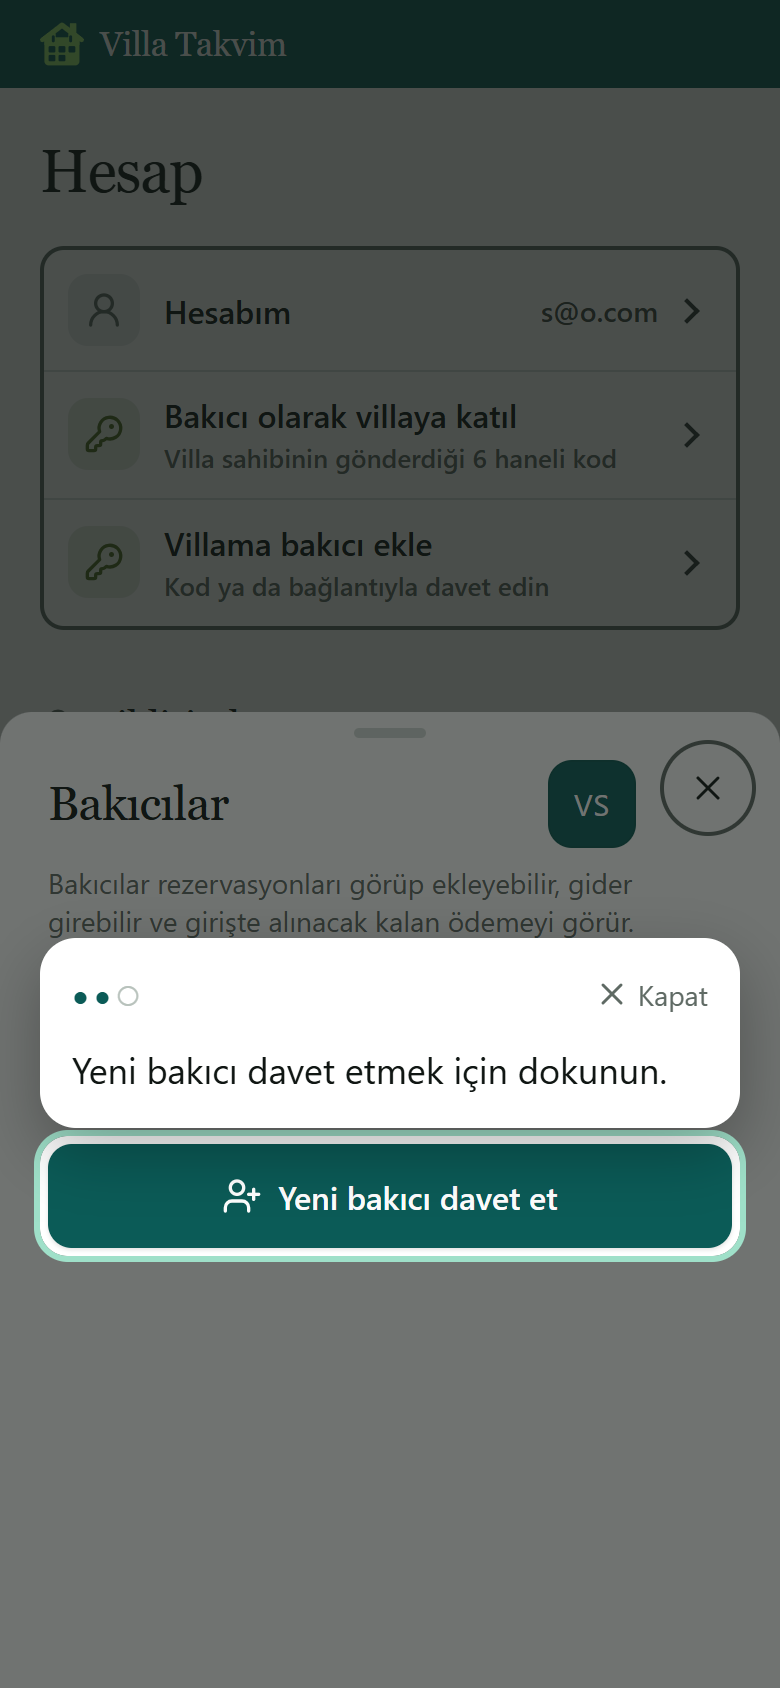 Villa Takvim
Hesap
Hesabım
s@o.com
Bakıcı olarak villaya katıl
Villa sahibinin gönderdiği 6 haneli kod
Villama bakıcı ekle
Kod ya da bağlantıyla davet edin
Bakıcılar
VS
Bakıcılar rezervasyonları görüp ekleyebilir, gider
girebilir ve girişte alınacak kalan ödemeyi görür.
Kapat
Yeni bakıcı davet etmek için dokunun.
Yeni bakıcı davet et